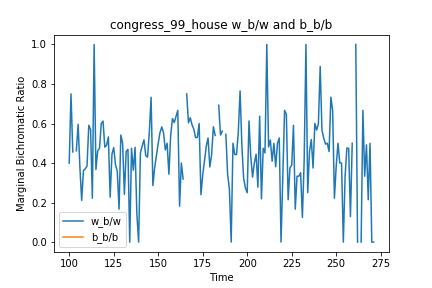 congress_99_house w_b/w and b_b/b
Marginal Bichromatic Ratio
1.0
0.8
0.6
0.4
0.2
0.0
w_b/w
b_b/b
100 125 150 175 200 225 250 275
Time